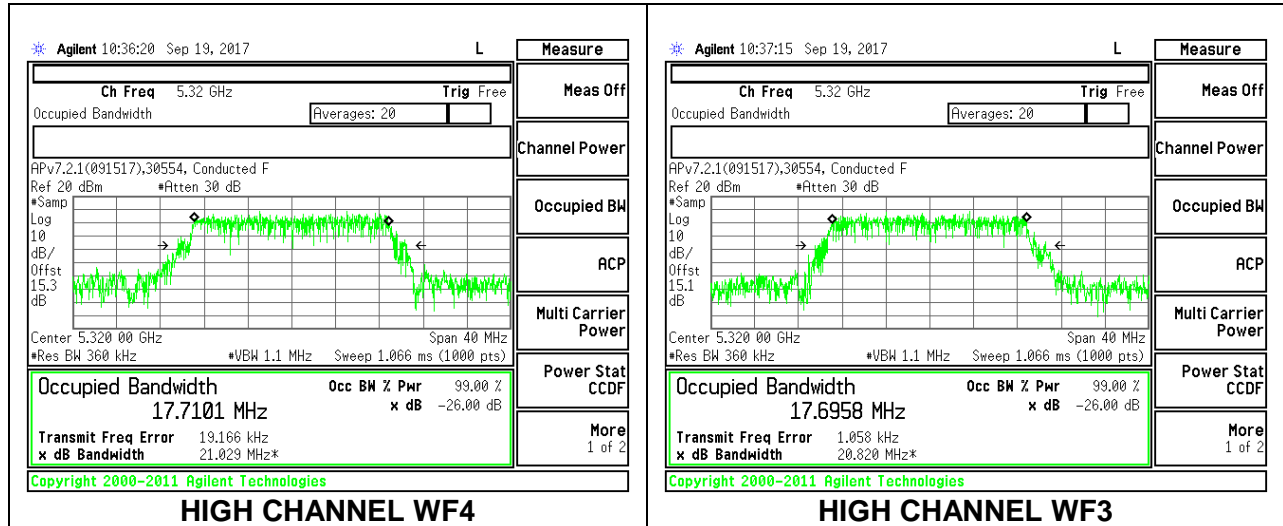 Agilent 10:36:20 Sep 19, 2017 L
Measure
Ch Freq 5.32 GHz Trig Free
Occupied Bandwidth Averages: 20
APv7.2.1(091517),30554, Conducted F
Ref 20 dBm #Atten 30 dB
#Samp
Log
10
dB/
Offst
15.3
dB
Center 5.320 00 GHz Span 40 MHz
#Res BW 360 kHz #VBW 1.1 MHz Sweep 1.066 ms (1000 pts)
Occupied Bandwidth Occ BW % Pwr 99.00 %
17.7101 MHz x dB -26.00 dB
Transmit Freq Error 19.166 kHz
x dB Bandwidth 21.029 MHz*
Copyright 2000-2011 Agilent Technologies
Meas Off
Channel Power
Occupied BW
ACP
Multi Carrier
Power
Power Stat
CCDF
More
1 of 2
HIGH CHANNEL WF4
Agilent 10:37:15 Sep 19, 2017 L
Measure
Ch Freq 5.32 GHz Trig Free
Occupied Bandwidth Averages: 20
APv7.2.1(091517),30554, Conducted F
Ref 20 dBm #Atten 30 dB
#Samp
Log
10
dB/
Offst
15.1
dB
Center 5.320 00 GHz Span 40 MHz
#Res BW 360 kHz #VBW 1.1 MHz Sweep 1.066 ms (1000 pts)
Occupied Bandwidth Occ BW % Pwr 99.00 %
17.6958 MHz x dB -26.00 dB
Transmit Freq Error 1.058 kHz
x dB Bandwidth 20.820 MHz*
Copyright 2000-2011 Agilent Technologies
Meas Off
Channel Power
Occupied BW
ACP
Multi Carrier
Power
Power Stat
CCDF
More
1 of 2
HIGH CHANNEL WF3